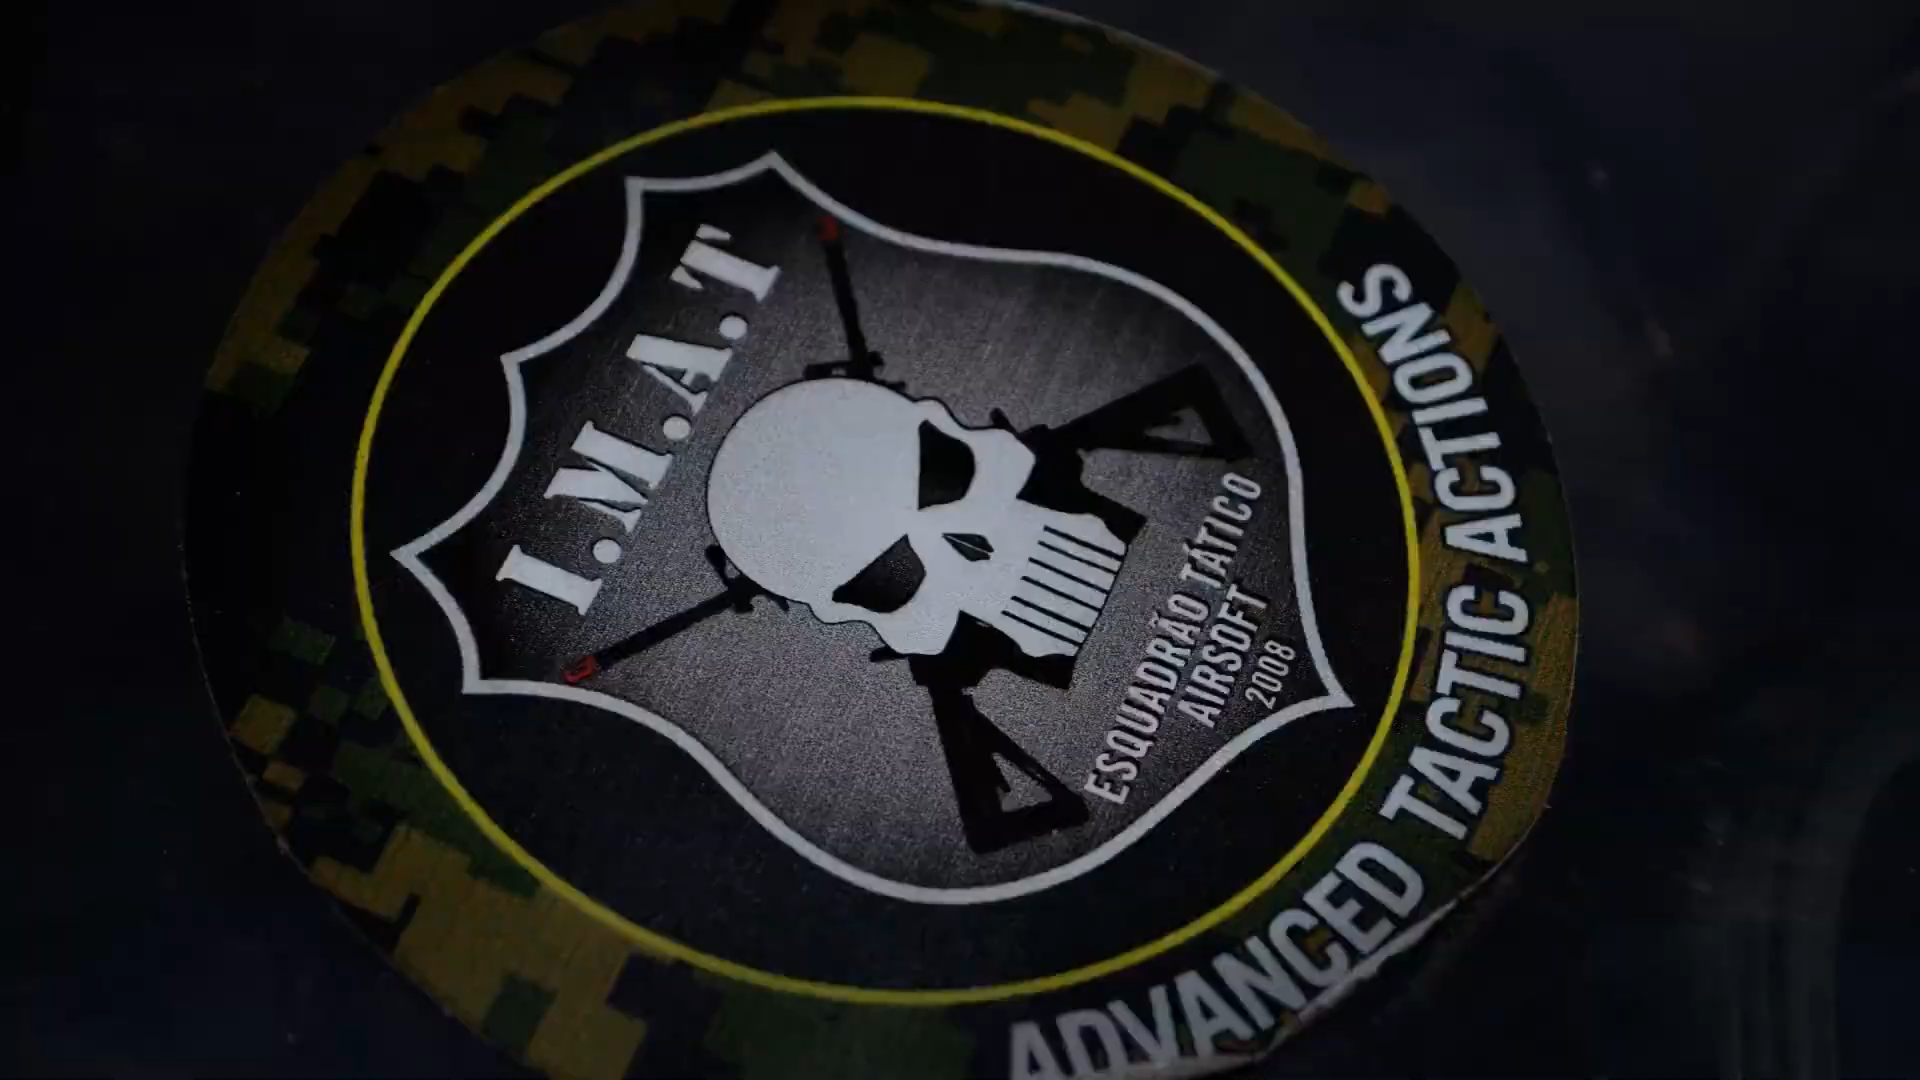 I.M.A.T
ESQUADRÃO TÁTICO
AIRSOFT
2008
ADVANCED TACTIC ACTIONS